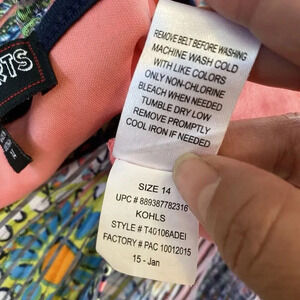 RTS
REMOVE BELT BEFORE WASHING
MACHINE WASH COLD
WITH LIKE COLORS
ONLY NON-CHLORINE
BLEACH WHEN NEEDED
TUMBLE DRY LOW
REMOVE PROMPTLY
COOL IRON IF NEEDED
SIZE 14
UPC # 889387782316
KOHLS
STYLE # T40106ADEI
FACTORY # PAC 10012015
15 - Jan